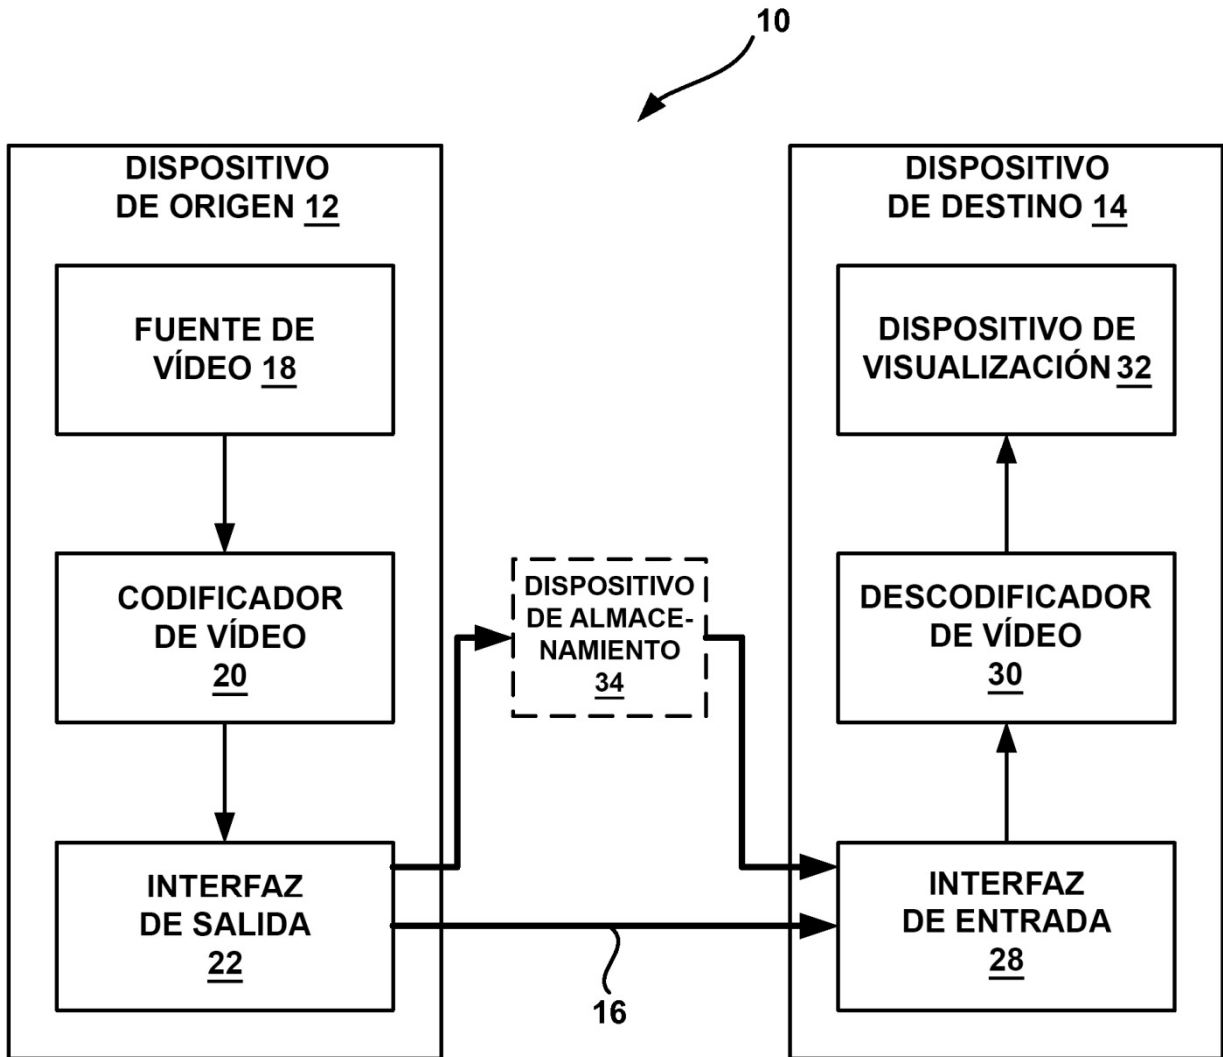 10
DISPOSITIVO
DE ORIGEN 12
FUENTE DE
VÍDEO 18
CODIFICADOR
DE VÍDEO
20
INTERFAZ
DE SALIDA
22
DISPOSITIVO
DE ALMACE-
NAMIENTO
34
16
DISPOSITIVO
DE DESTINO 14
DISPOSITIVO DE
VISUALIZACIÓN 32
DESCODIFICADOR
DE VÍDEO
30
INTERFAZ
DE ENTRADA
28